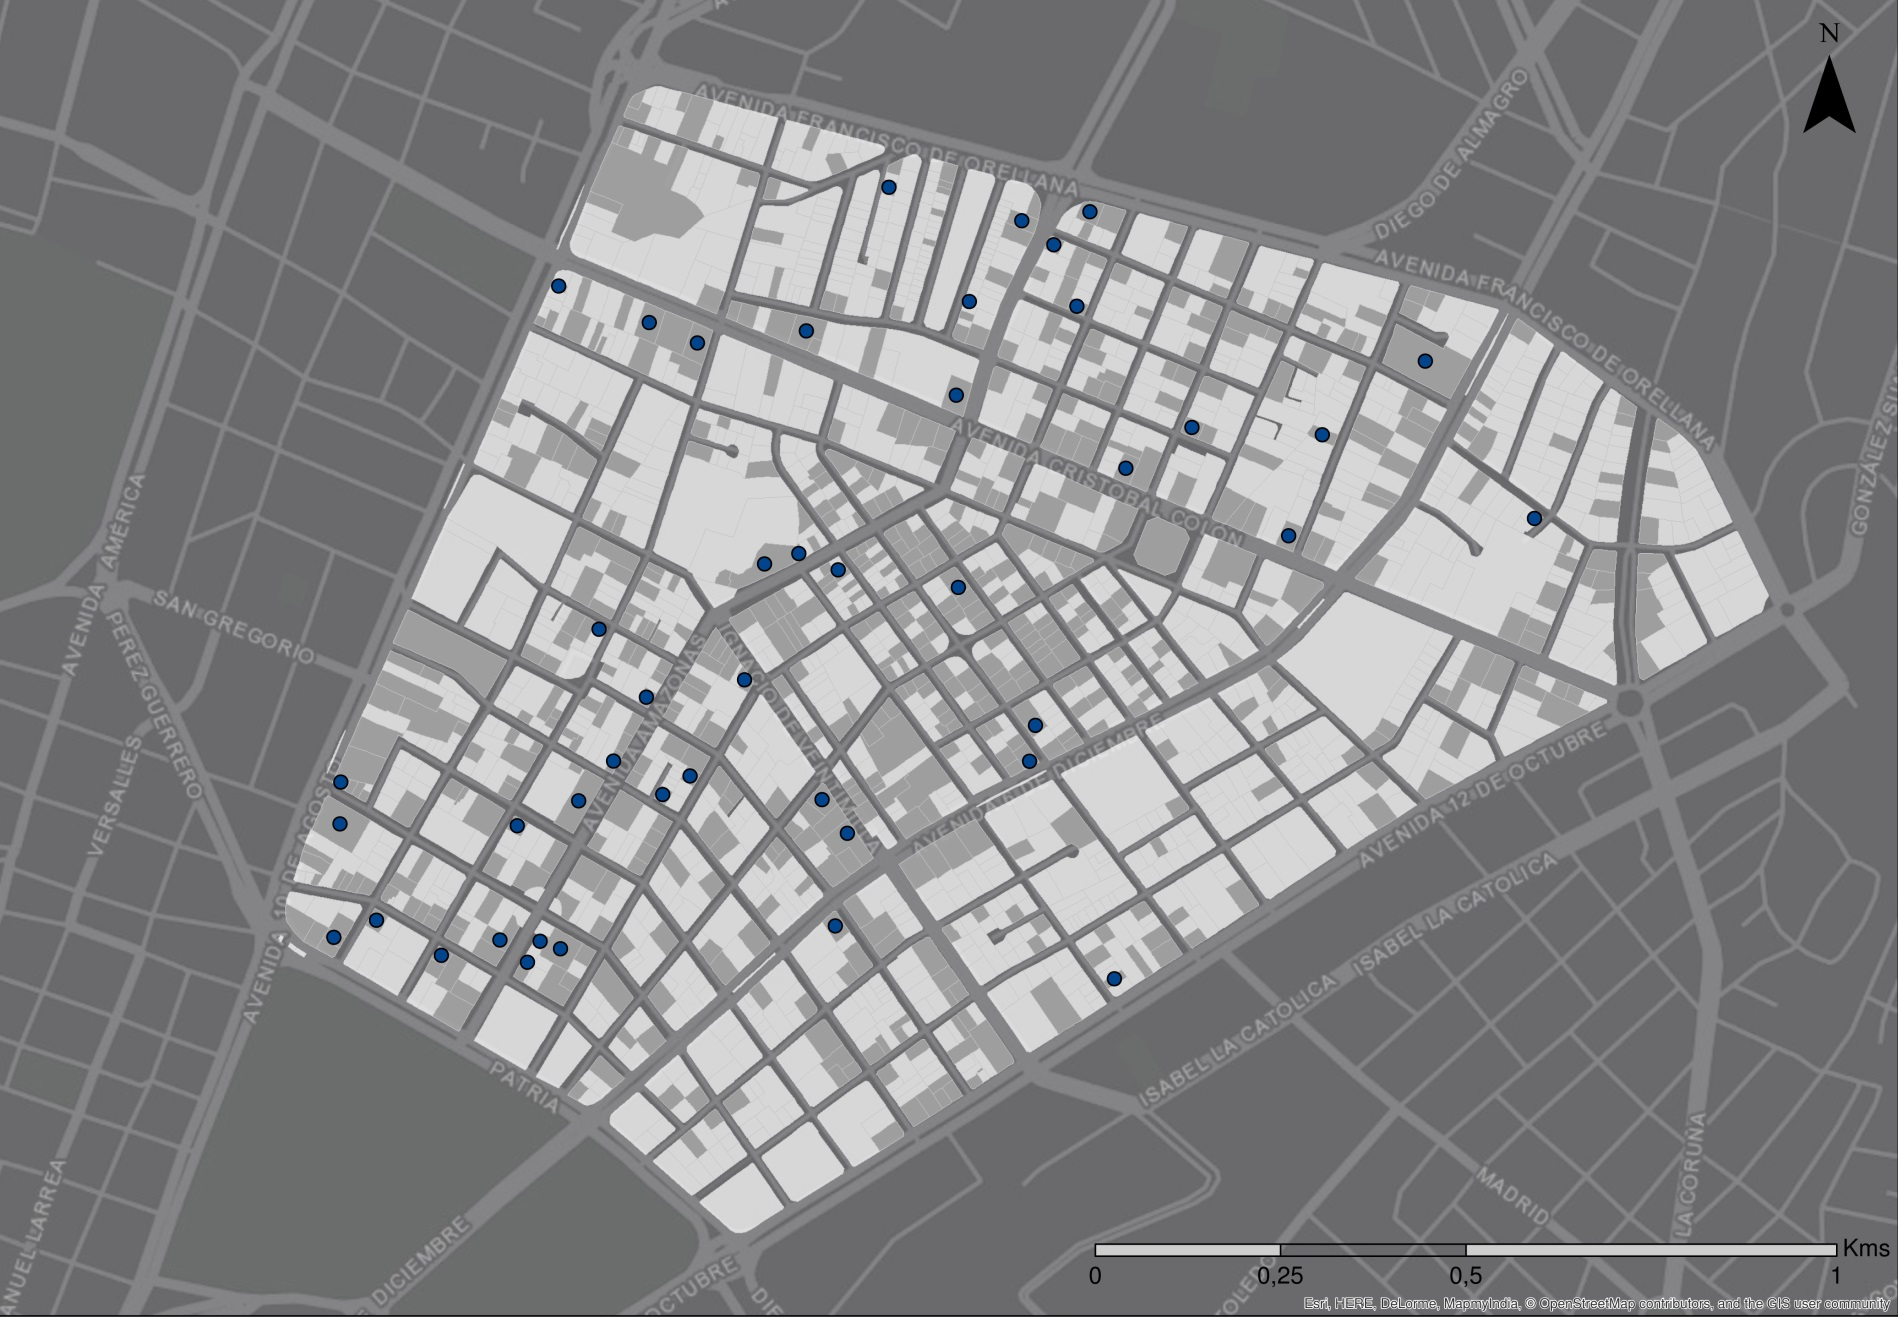 N
AVENIDA FRANCISCO DE ORELLANA
DIEGO DE ALMAGRO
AVENIDA FRANCISCO DE ORELLANA
AVENIDA CRISTOBAL COLON
AVENIDA AMÉRICA
SAN GREGORIO
PEREZ GUERRERO
VERSALLES
AVENIDA 10 DE AGOSTO
AVENIDA AMAZONAS
AVENIDA 12 DE OCTUBRE
ISABEL LA CATOLICA
ISABEL LA CATOLICA
PATRIA
MADRID
LA CORUÑA
DICIEMBRE
OCTUBRE
Kms
0
0,25
0,5
1
Esri, HERE, DeLorme, MapmyIndia, © OpenStreetMap contributors, and the GIS user community